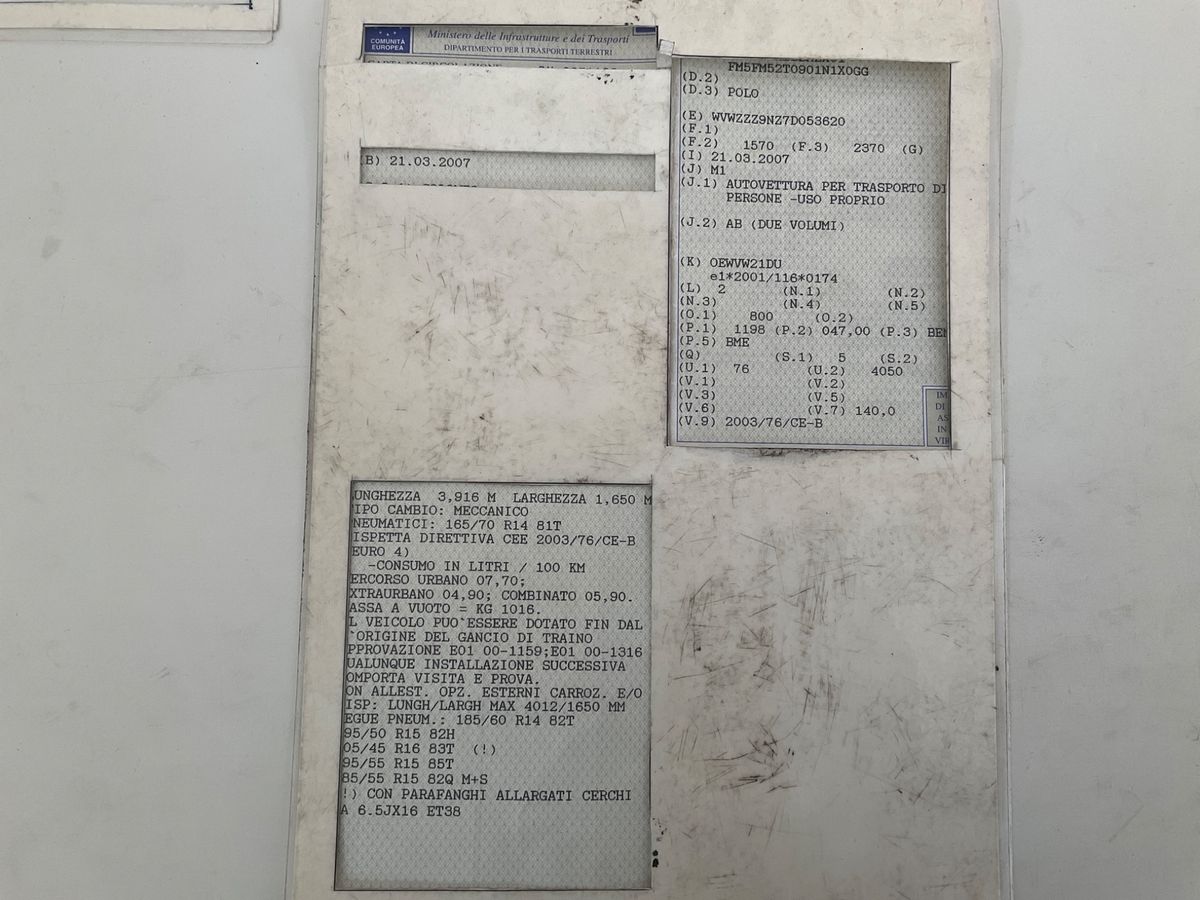 COMUNITÀ
EUROPEA
Ministero delle Infrastrutture e dei Trasporti
DIPARTIMENTO PER I TRASPORTI TERRESTRI
CARTA DI CIRCOLAZIONE
B) 21.03.2007
FM5FM52T0901N1X0GG
(D.2)
(D.3) POLO
(E) WVWZZZ9NZ7D053620
(F.1)
(F.2) 1570 (F.3) 2370 (G)
(I) 21.03.2007
(J) M1
(J.1) AUTOVETTURA PER TRASPORTO DI
PERSONE -USO PROPRIO
(J.2) AB (DUE VOLUMI)
(K) OEWVW21DU
e1*2001/116*0174
(L) 2 (N.1) (N.2)
(N.3) (N.4) (N.5)
(O.1) 800 (O.2)
(P.1) 1198 (P.2) 047,00 (P.3) BEN
(P.5) BME
(Q) (S.1) 5 (S.2)
(U.1) 76 (U.2) 4050
(V.1) (V.2)
(V.3) (V.5)
(V.6) (V.7) 140,0
(V.9) 2003/76/CE-B
IM
DI
AS
IN
VIR
UNGHEZZA 3,916 M LARGHEZZA 1,650 M
IPO CAMBIO: MECCANICO
NEUMATICI: 165/70 R14 81T
ISPETTA DIRETTIVA CEE 2003/76/CE-B
EURO 4)
-CONSUMO IN LITRI / 100 KM
ERCORSO URBANO 07,70;
XTRAURBANO 04,90; COMBINATO 05,90.
ASSA A VUOTO = KG 1016.
L VEICOLO PUO`ESSERE DOTATO FIN DAL
`ORIGINE DEL GANCIO DI TRAINO
PPROVAZIONE E01 00-1159;E01 00-1316
UALUNQUE INSTALLAZIONE SUCCESSIVA
OMPORTA VISITA E PROVA.
ON ALLEST. OPZ. ESTERNI CARROZ. E/O
ISP: LUNGH/LARGH MAX 4012/1650 MM
EGUE PNEUM.: 185/60 R14 82T
95/50 R15 82H
05/45 R16 83T (!)
95/55 R15 85T
85/55 R15 82Q M+S
!) CON PARAFANGHI ALLARGATI CERCHI
A 6.5JX16 ET38